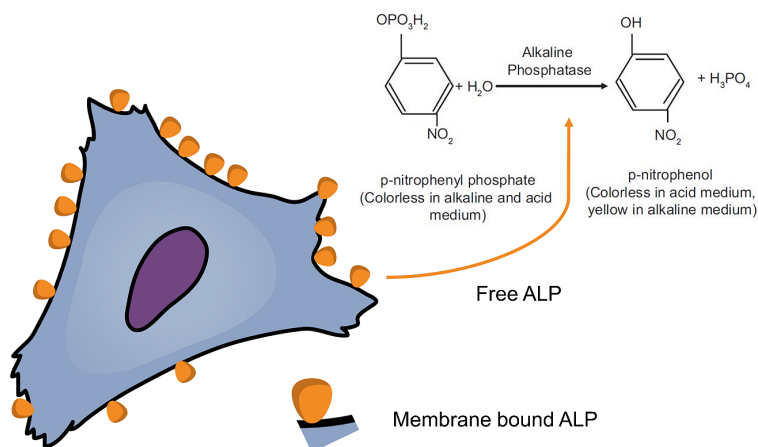 OPO₃H₂
NO₂
+ H₂O
Alkaline
Phosphatase
OH
NO₂
+ H₃PO₄
p-nitrophenyl phosphate
(Colorless in alkaline and acid
medium)
p-nitrophenol
(Colorless in acid medium,
yellow in alkaline medium)
Free ALP
Membrane bound ALP